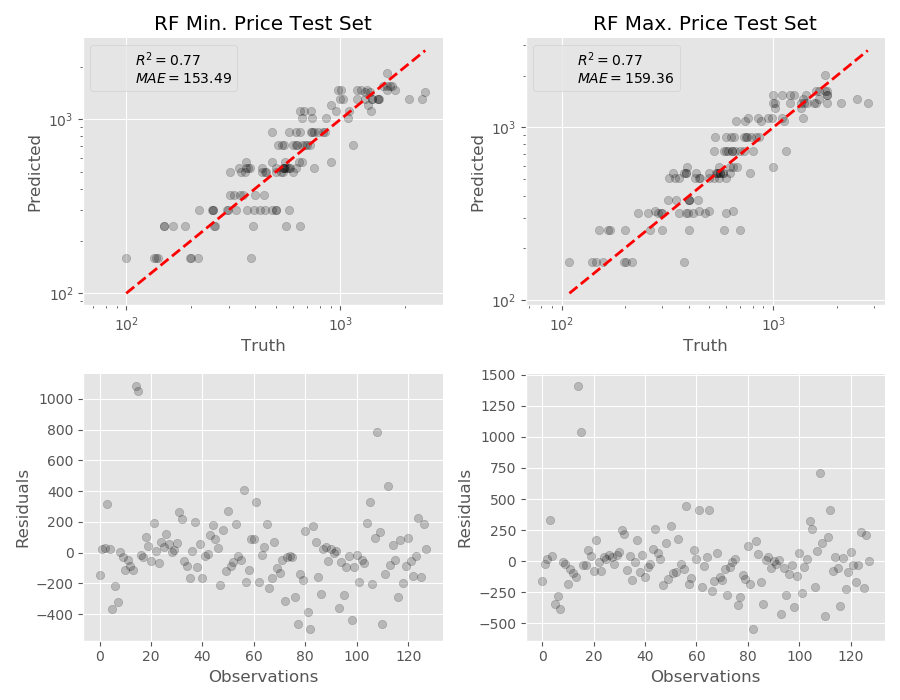 RF Min. Price Test Set
R² = 0.77
MAE = 153.49
10³
10²
10² 10³
Predicted
Truth
RF Max. Price Test Set
R² = 0.77
MAE = 159.36
10³
10²
10² 10³
Predicted
Truth
1000
800
600
400
200
0
−200
−400
0 20 40 60 80 100 120
Residuals
Observations
1500
1250
1000
750
500
250
0
−250
−500
0 20 40 60 80 100 120
Residuals
Observations